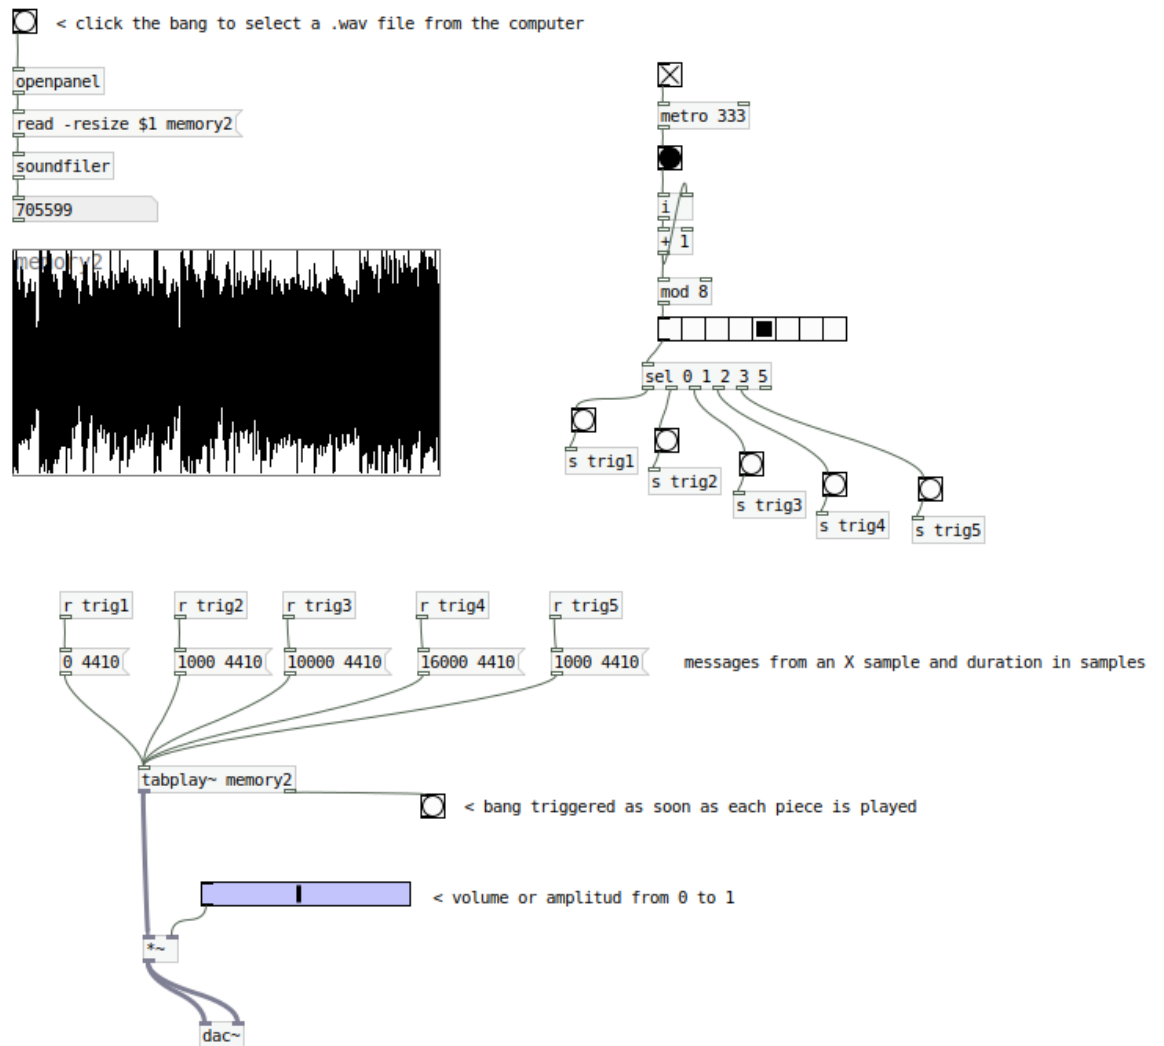 < click the bang to select a .wav file from the computer
openpanel
read -resize $1 memory2
soundfiler
705599
memory2
metro 333
i
+ 1
mod 8
sel 0 1 2 3 5
s trig1
s trig2
s trig3
s trig4
s trig5
r trig1
r trig2
r trig3
r trig4
r trig5
0 4410
1000 4410
10000 4410
16000 4410
1000 4410
messages from an X sample and duration in samples
tabplay~ memory2
< bang triggered as soon as each piece is played
< volume or amplitud from 0 to 1
*~
dac~